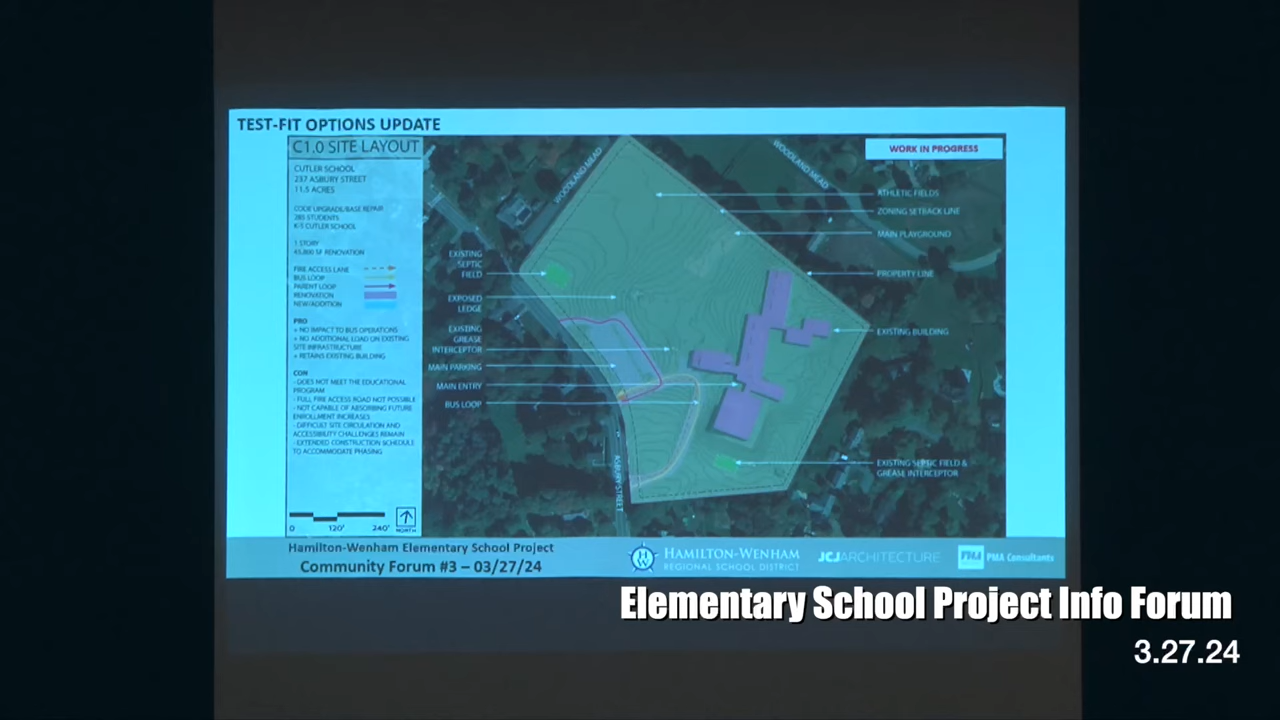 TEST-FIT OPTIONS UPDATE
C1.0 SITE LAYOUT
CUTLER SCHOOL
237 ASBURY STREET
11.5 ACRES
CODE UPGRADE/BASE REPAIR
285 STUDENTS
K-5 CUTLER SCHOOL
1 STORY
SF RENOVATION
FIRE ACCESS LANE
BUS LOOP
PARENT LOOP
RENOVATION
NEW/ADDITION
PRO
+ NO IMPACT TO BUS OPERATIONS
+ NO ADDITIONAL LOAD ON EXISTING
SITE INFRASTRUCTURE
+ RETAINS EXISTING BUILDING
CON
- DOES NOT MEET THE EDUCATIONAL
PROGRAM
- FULL FIRE ACCESS ROAD NOT POSSIBLE
- NOT CAPABLE OF ABSORBING FUTURE
ENROLLMENT INCREASES
- DIFFICULT SITE CIRCULATION AND
ACCESSIBILITY CHALLENGES REMAIN
- EXTENDED CONSTRUCTION SCHEDULE
TO ACCOMMODATE PHASING
0 120' 240'
NORTH
WOODLAND MEAD
WOODLAND MEAD
WORK IN PROGRESS
EXISTING
SEPTIC
FIELD
EXPOSED
LEDGE
EXISTING
GREASE
INTERCEPTOR
MAIN PARKING
MAIN ENTRY
BUS LOOP
ASBURY STREET
ATHLETIC FIELDS
ZONING SETBACK LINE
MAIN PLAYGROUND
PROPERTY LINE
EXISTING BUILDING
EXISTING SEPTIC FIELD &
GREASE INTERCEPTOR
Hamilton-Wenham Elementary School Project
Community Forum #3 – 03/27/24
H
W
HAMILTON-WENHAM
REGIONAL SCHOOL DISTRICT
JCJARCHITECTURE
PMA
PMA Consultants
Elementary School Project Info Forum
3.27.24